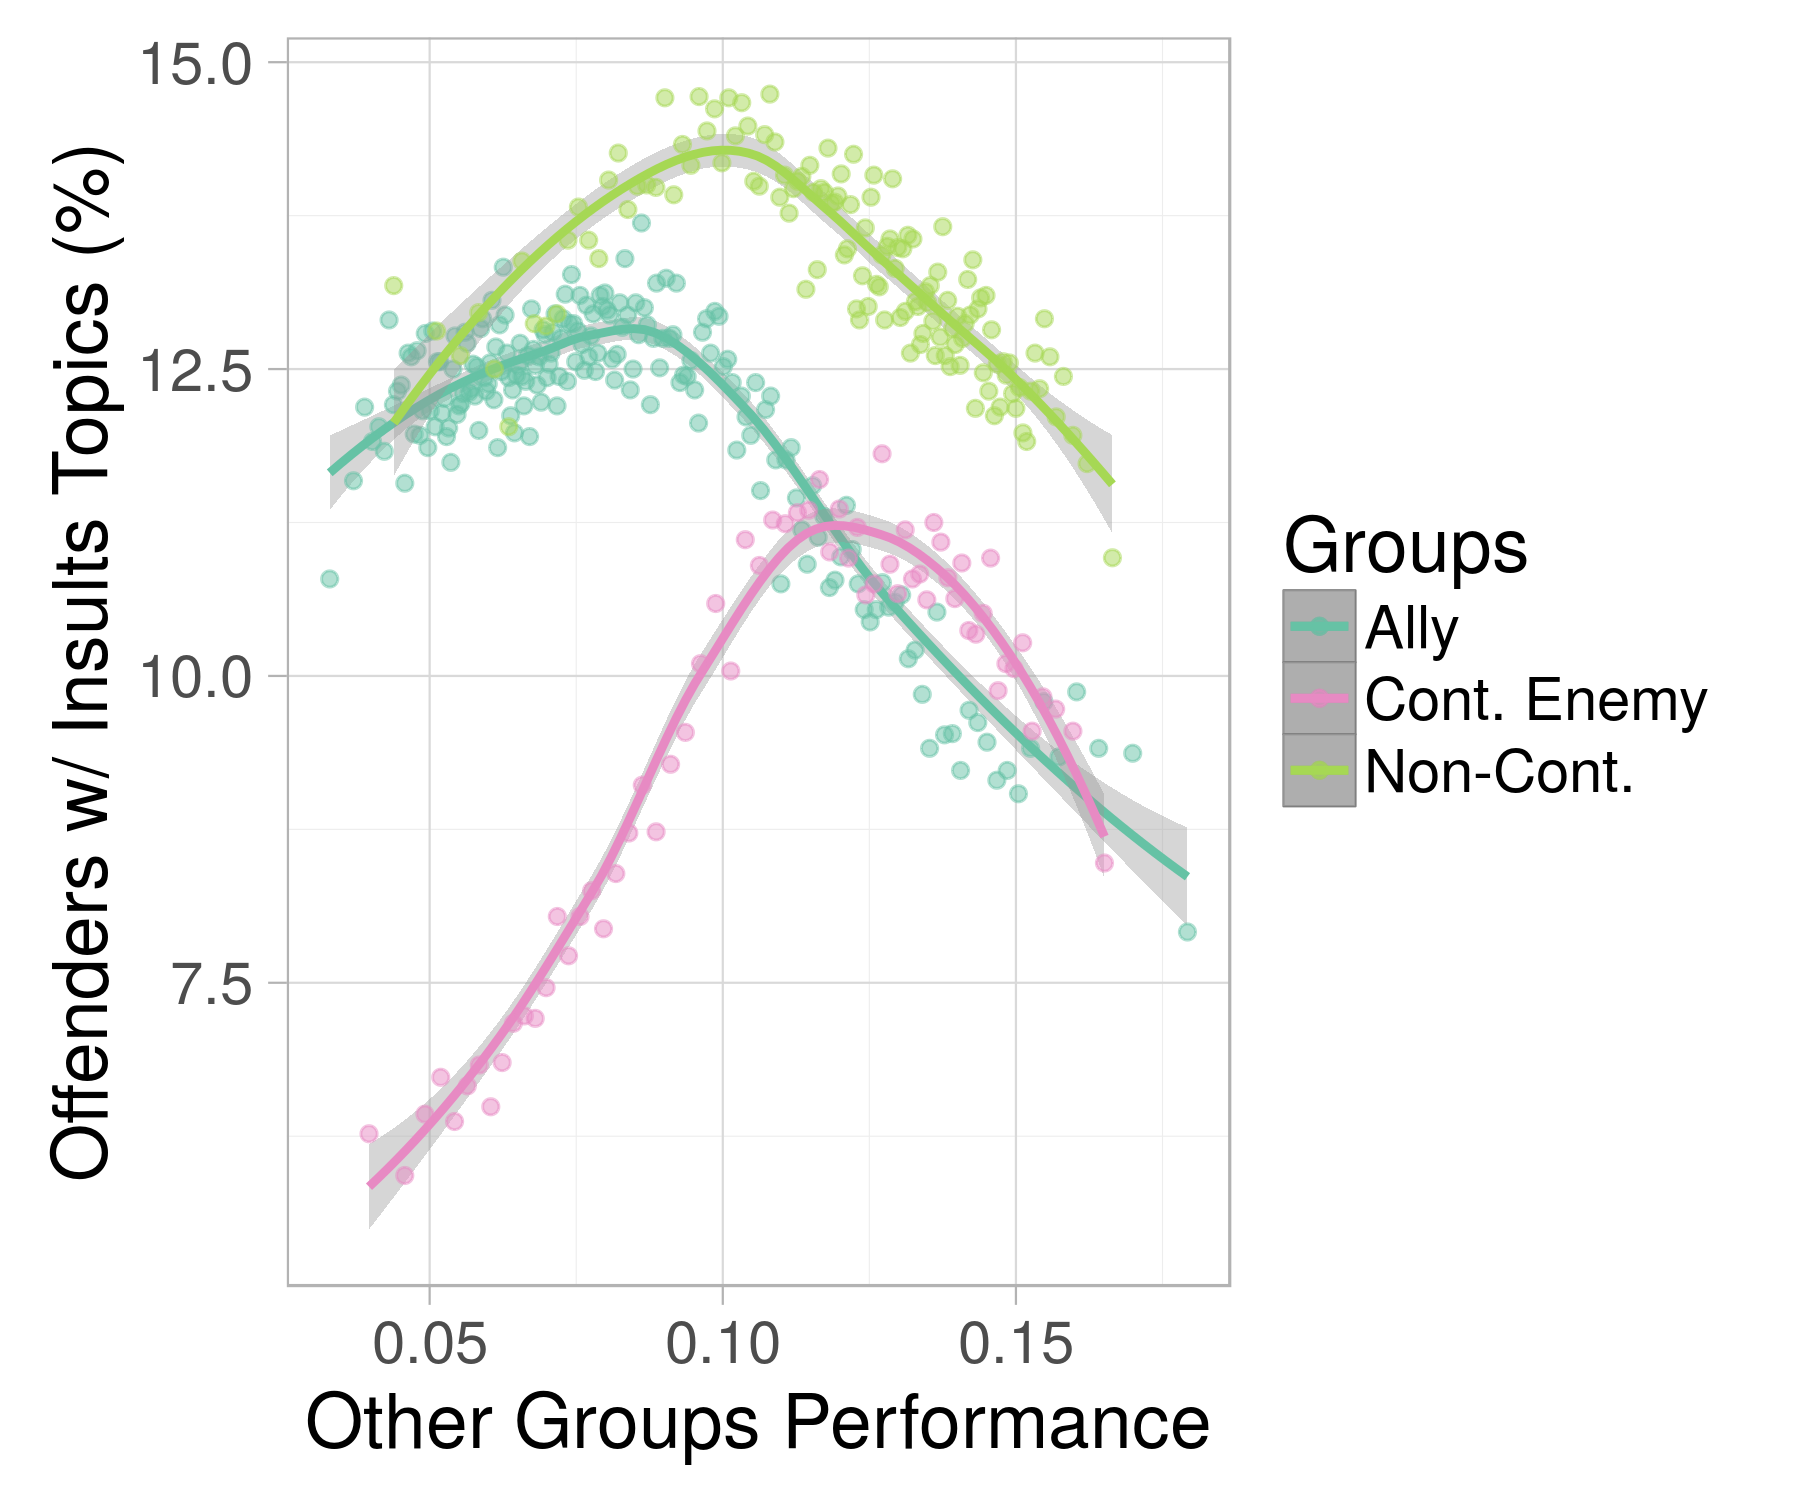 Offenders w/ Insults Topics (%)
15.0
12.5
10.0
7.5
0.05 0.10 0.15
Other Groups Performance
Groups
Ally
Cont. Enemy
Non-Cont.